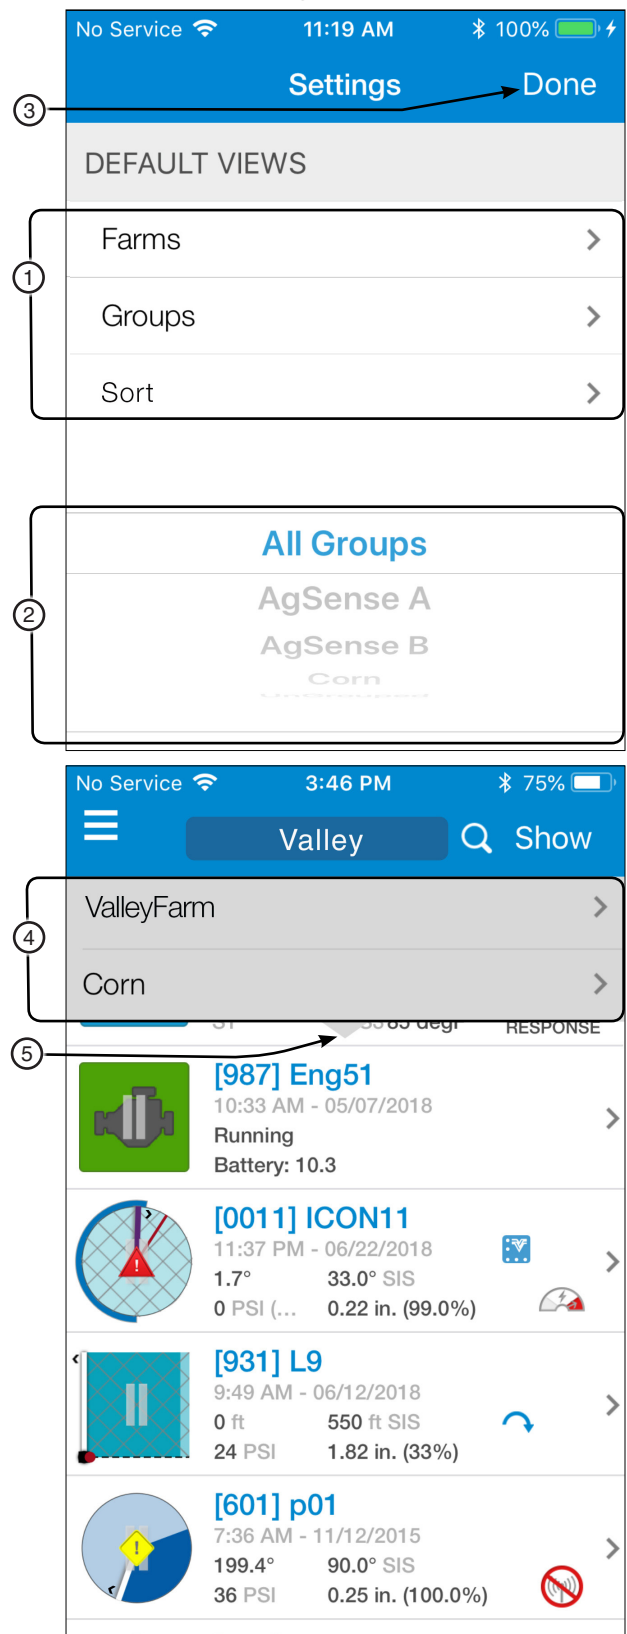 No Service 11:19 AM 100%
Settings Done
3
DEFAULT VIEWS
Farms
1
Groups
Sort
All Groups
AgSense A
2
AgSense B
Corn
UnGrouped
No Service 3:46 PM 75%
Valley Show
ValleyFarm
4
Corn
RESPONSE
5
[987] Eng51
10:33 AM - 05/07/2018
Running
Battery: 10.3
[0011] ICON11
11:37 PM - 06/22/2018
1.7° 33.0° SIS
0 PSI (... 0.22 in. (99.0%)
[931] L9
9:49 AM - 06/12/2018
0 ft 550 ft SIS
24 PSI 1.82 in. (33%)
[601] p01
7:36 AM - 11/12/2015
199.4° 90.0° SIS
36 PSI 0.25 in. (100.0%)